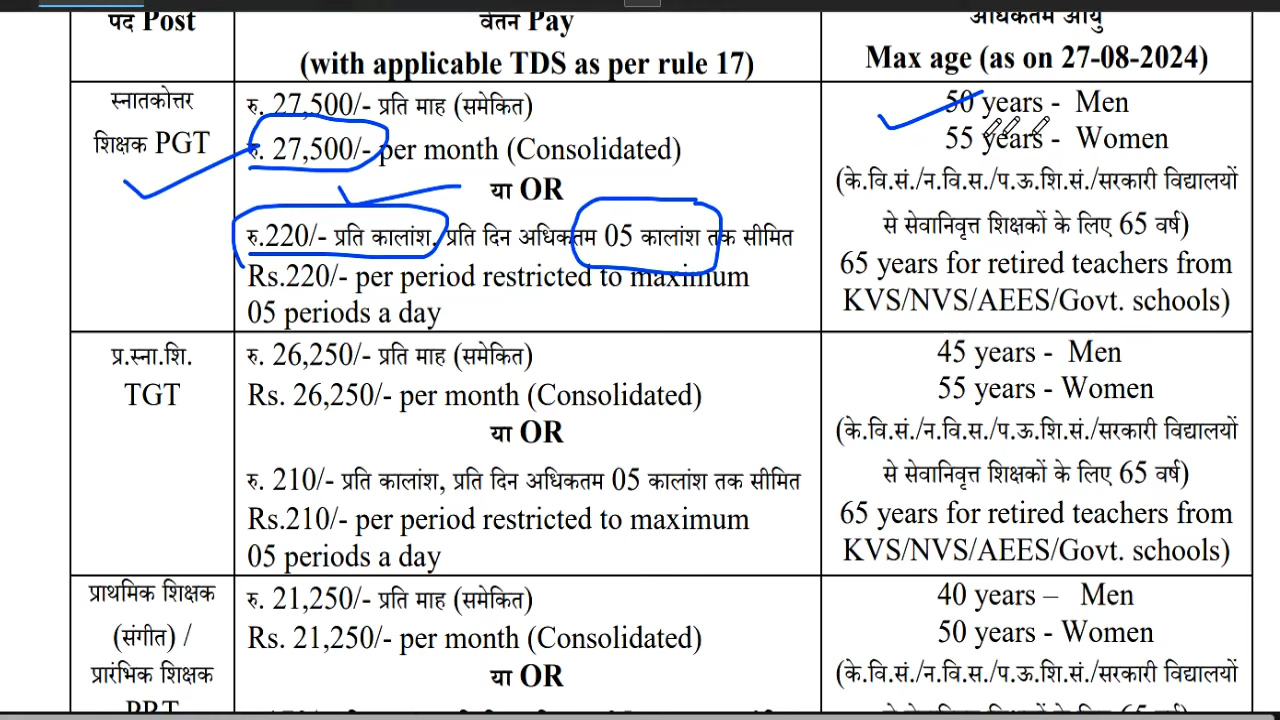 पद Post
वेतन Pay
(with applicable TDS as per rule 17)
अधिकतम आयु
Max age (as on 27-08-2024)
स्नातकोत्तर
शिक्षक PGT
रु. 27,500/- प्रति माह (समेकित)
रु. 27,500/- per month (Consolidated)
या OR
रु.220/- प्रति कालांश, प्रति दिन अधिकतम 05 कालांश तक सीमित
Rs.220/- per period restricted to maximum
05 periods a day
50 years - Men
55 years - Women
(के.वि.सं./न.वि.स./प.ऊ.शि.सं./सरकारी विद्यालयों
से सेवानिवृत्त शिक्षकों के लिए 65 वर्ष)
65 years for retired teachers from
KVS/NVS/AEES/Govt. schools)
प्र.स्ना.शि.
TGT
रु. 26,250/- प्रति माह (समेकित)
Rs. 26,250/- per month (Consolidated)
या OR
रु. 210/- प्रति कालांश, प्रति दिन अधिकतम 05 कालांश तक सीमित
Rs.210/- per period restricted to maximum
05 periods a day
45 years - Men
55 years - Women
(के.वि.सं./न.वि.स./प.ऊ.शि.सं./सरकारी विद्यालयों
से सेवानिवृत्त शिक्षकों के लिए 65 वर्ष)
65 years for retired teachers from
KVS/NVS/AEES/Govt. schools)
प्राथमिक शिक्षक
(संगीत) /
प्रारंभिक शिक्षक
PRT
रु. 21,250/- प्रति माह (समेकित)
Rs. 21,250/- per month (Consolidated)
या OR
40 years – Men
50 years - Women
(के.वि.सं./न.वि.स./प.ऊ.शि.सं./सरकारी विद्यालयों